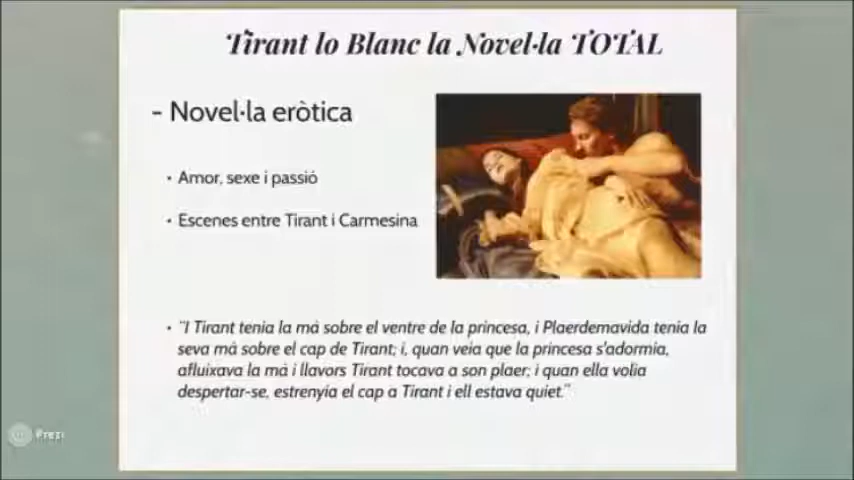 Tirant lo Blanc la Novel·la TOTAL
- Novel·la eròtica
• Amor, sexe i passió
• Escenes entre Tirant i Carmesina
• "I Tirant tenia la mà sobre el ventre de la princesa, i Plaerdemavida tenia la
seva mà sobre el cap de Tirant; i, quan veia que la princesa s'adormia,
afluixava la mà i llavors Tirant tocava a son plaer; i quan ella volia
despertar-se, estrenyia el cap a Tirant i ell estava quiet."
Prezi